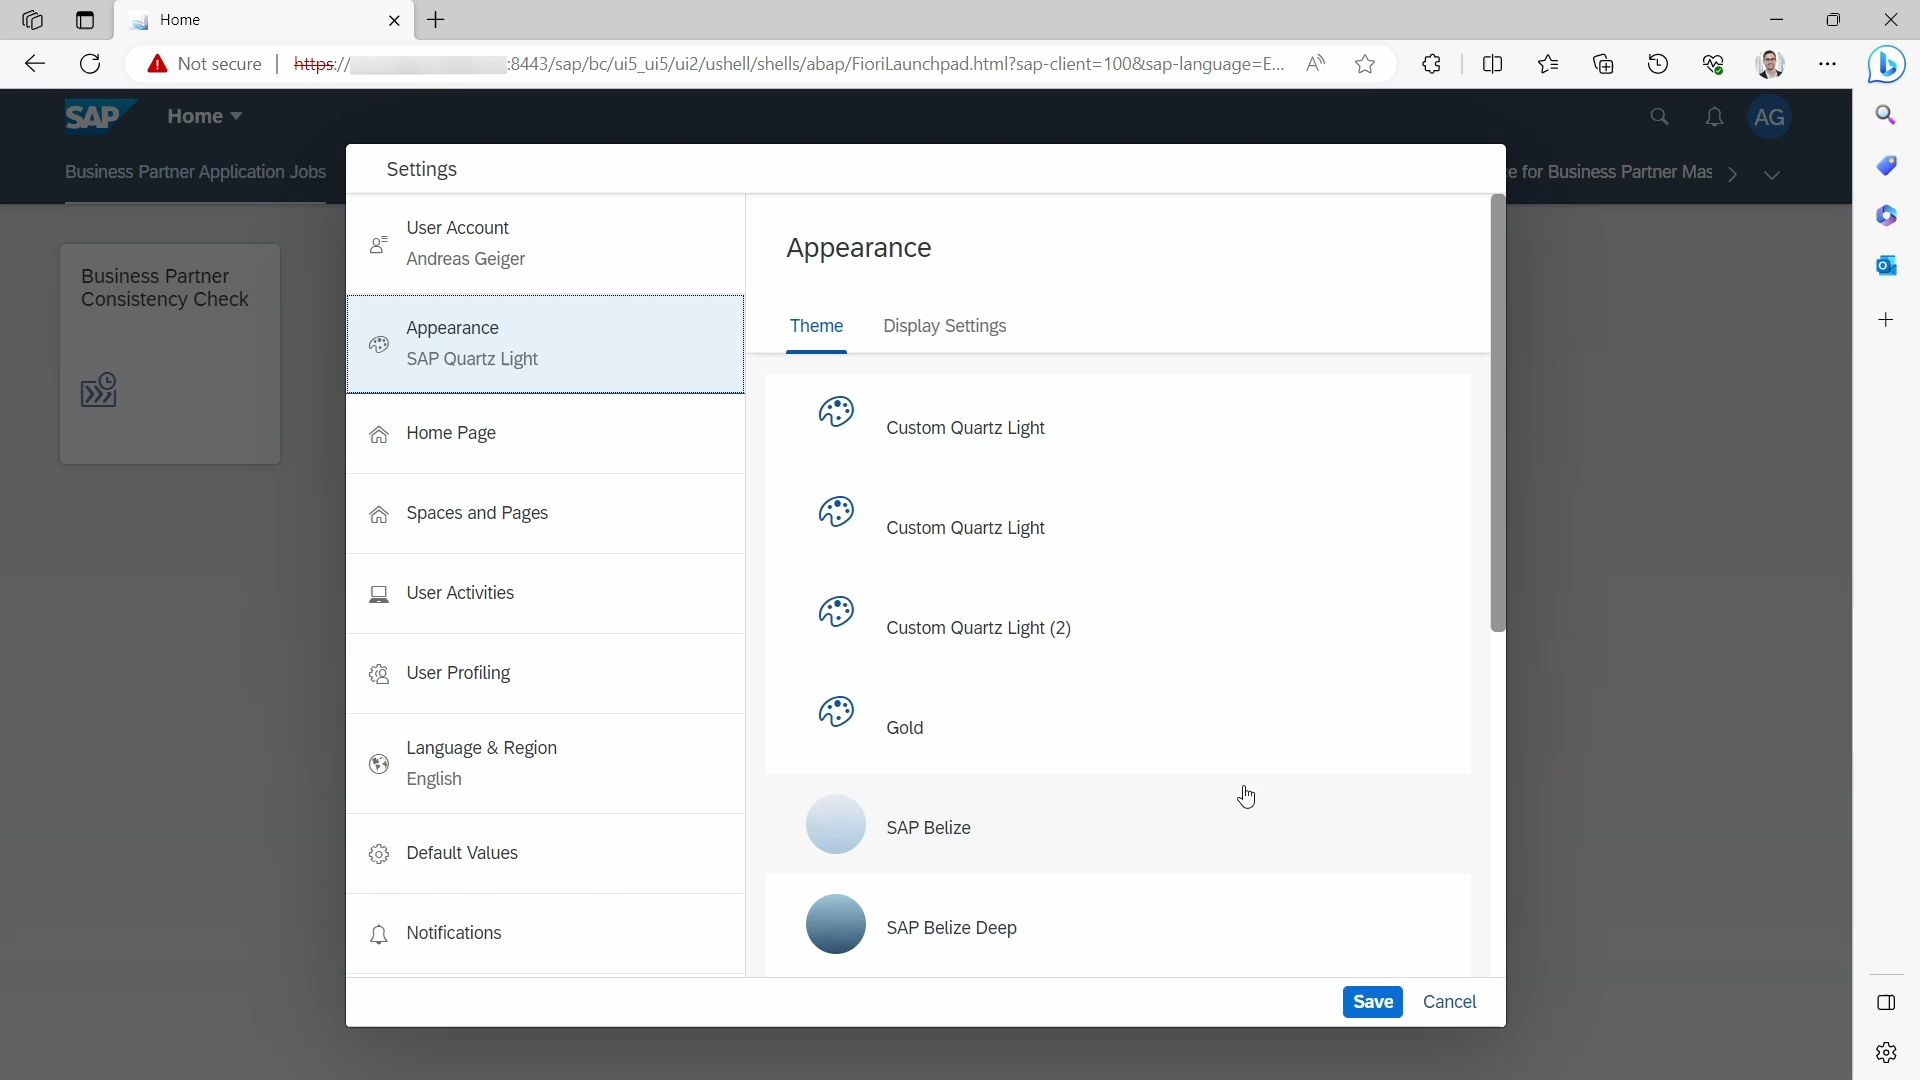 Home
Not secure
https://
:8443/sap/bc/ui5_ui5/ui2/ushell/shells/abap/FioriLaunchpad.html?sap-client=100&sap-language=E...
SAP
Home
AG
Business Partner Application Jobs
e for Business Partner Mas
Business Partner
Consistency Check
Settings
User Account
Andreas Geiger
Appearance
SAP Quartz Light
Home Page
Spaces and Pages
User Activities
User Profiling
Language & Region
English
Default Values
Notifications
Appearance
Theme
Display Settings
Custom Quartz Light
Custom Quartz Light
Custom Quartz Light (2)
Gold
SAP Belize
SAP Belize Deep
Save
Cancel